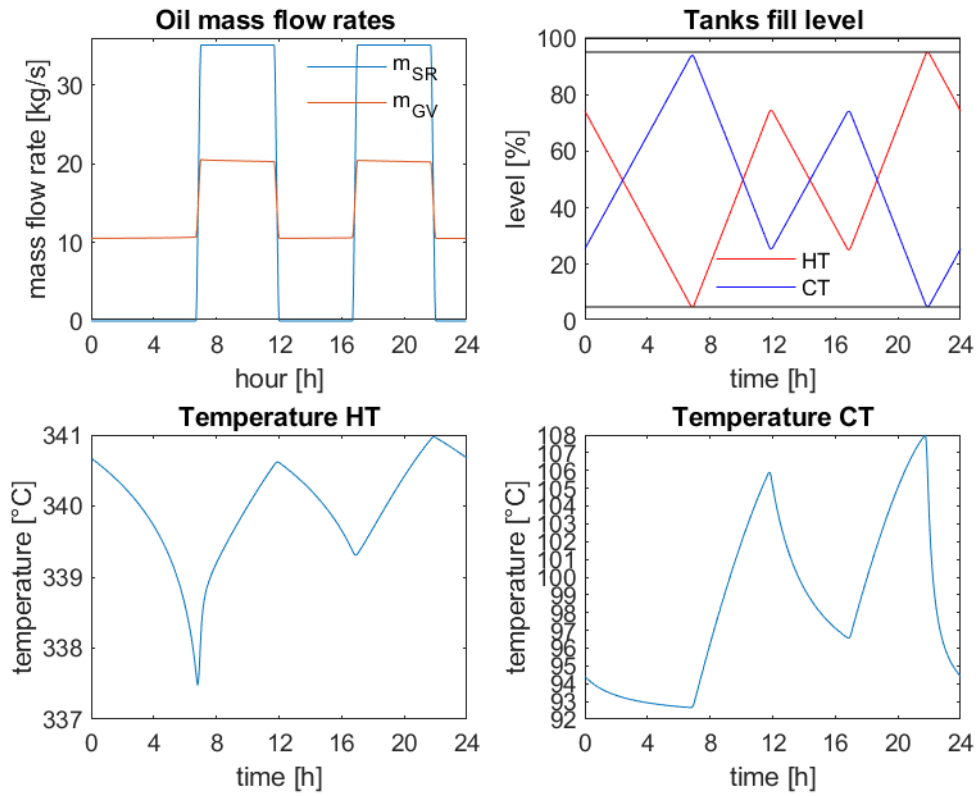 Oil mass flow rates
mass flow rate [kg/s]
30
20
10
0
m_SR
m_GV
0 4 8 12 16 20 24
hour [h]
Tanks fill level
level [%]
100
80
60
40
20
0
HT
CT
0 4 8 12 16 20 24
time [h]
Temperature HT
temperature [°C]
341
340
339
338
337
0 4 8 12 16 20 24
time [h]
Temperature CT
temperature [°C]
108
106
105
104
103
102
101
100
99
98
97
96
95
94
93
92
0 4 8 12 16 20 24
time [h]